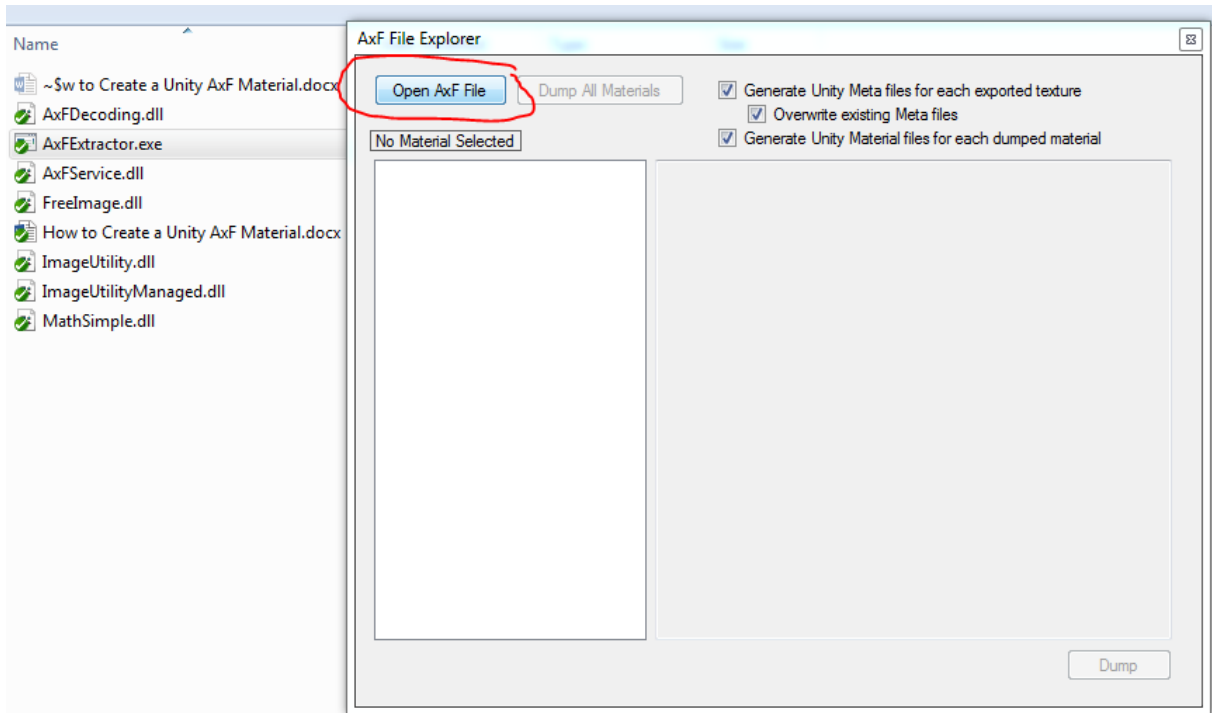 Name
~$w to Create a Unity AxF Material.docx
AxFDecoding.dll
AxFExtractor.exe
AxFService.dll
FreeImage.dll
How to Create a Unity AxF Material.docx
ImageUtility.dll
ImageUtilityManaged.dll
MathSimple.dll
AxF File Explorer
Open AxF File
Dump All Materials
Generate Unity Meta files for each exported texture
Overwrite existing Meta files
Generate Unity Material files for each dumped material
No Material Selected
Dump